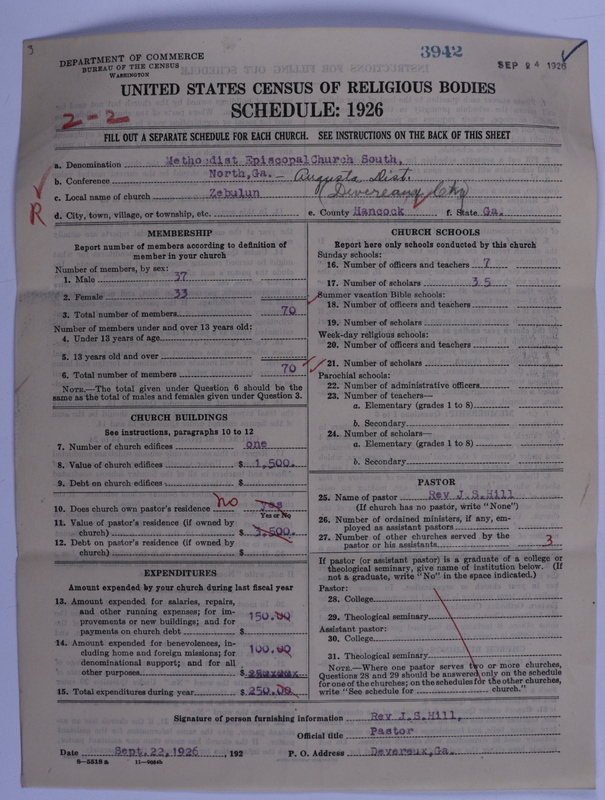 3
3942
DEPARTMENT OF COMMERCE
BUREAU OF THE CENSUS
WASHINGTON
SEP 24 1926
UNITED STATES CENSUS OF RELIGIOUS BODIES
SCHEDULE: 1926
2-2
FILL OUT A SEPARATE SCHEDULE FOR EACH CHURCH. SEE INSTRUCTIONS ON THE BACK OF THIS SHEET
a. Denomination Methodist Episcopal Church South,
b. Conference North, Ga. - Augusta Dist.
c. Local name of church Zebulun (Devereaux Chg)
R
d. City, town, village, or township, etc. e. County Hancock f. State Ga.
MEMBERSHIP
Report number of members according to definition of
member in your church
Number of members, by sex:
1. Male 37
2. Female 33
3. Total number of members 70
Number of members under and over 13 years old:
4. Under 13 years of age
5. 13 years old and over
6. Total number of members 70
NOTE.—The total given under Question 6 should be the
same as the total of males and females given under Question 3.
CHURCH BUILDINGS
See instructions, paragraphs 10 to 12
7. Number of church edifices one
8. Value of church edifices $ 1,500.
9. Debt on church edifices $
10. Does church own pastor's residence no yes
Yes or No
11. Value of pastor's residence (if owned by
church) $ 3,500.
12. Debt on pastor's residence (if owned by
church) $
EXPENDITURES
Amount expended by your church during last fiscal year
13. Amount expended for salaries, repairs,
and other running expenses; for im-
provements or new buildings; and for
payments on church debt $ 150.00
14. Amount expended for benevolences, in-
cluding home and foreign missions; for
denominational support; and for all
other purposes $ 100.00
15. Total expenditures during year $ 250.00
CHURCH SCHOOLS
Report here only schools conducted by this church
Sunday schools:
16. Number of officers and teachers 7
17. Number of scholars 35
Summer vacation Bible schools:
18. Number of officers and teachers
19. Number of scholars
Week-day religious schools:
20. Number of officers and teachers
21. Number of scholars
Parochial schools:
22. Number of administrative officers
23. Number of teachers—
a. Elementary (grades 1 to 8)
b. Secondary
24. Number of scholars—
a. Elementary (grades 1 to 8)
b. Secondary
PASTOR
25. Name of pastor Rev J.S.Hill
(If church has no pastor, write "None")
26. Number of ordained ministers, if any, em-
ployed as assistant pastors
27. Number of other churches served by the
pastor or his assistants 3
If pastor (or assistant pastor) is a graduate of a college or
theological seminary, give name of institution below. (If
not a graduate, write "No" in the space indicated.)
Pastor:
28. College
29. Theological seminary
Assistant pastor:
30. College
31. Theological seminary
NOTE.—Where one pastor serves two or more churches,
Questions 28 and 29 should be answered only on the schedule
for one of the churches; on the schedules for the other churches,
write "See schedule for church."
Signature of person furnishing information Rev J.S.Hill,
Official title Pastor
Date Sept. 22, 1926 , 192 P. O. Address Devereux, Ga.
8—5518 a